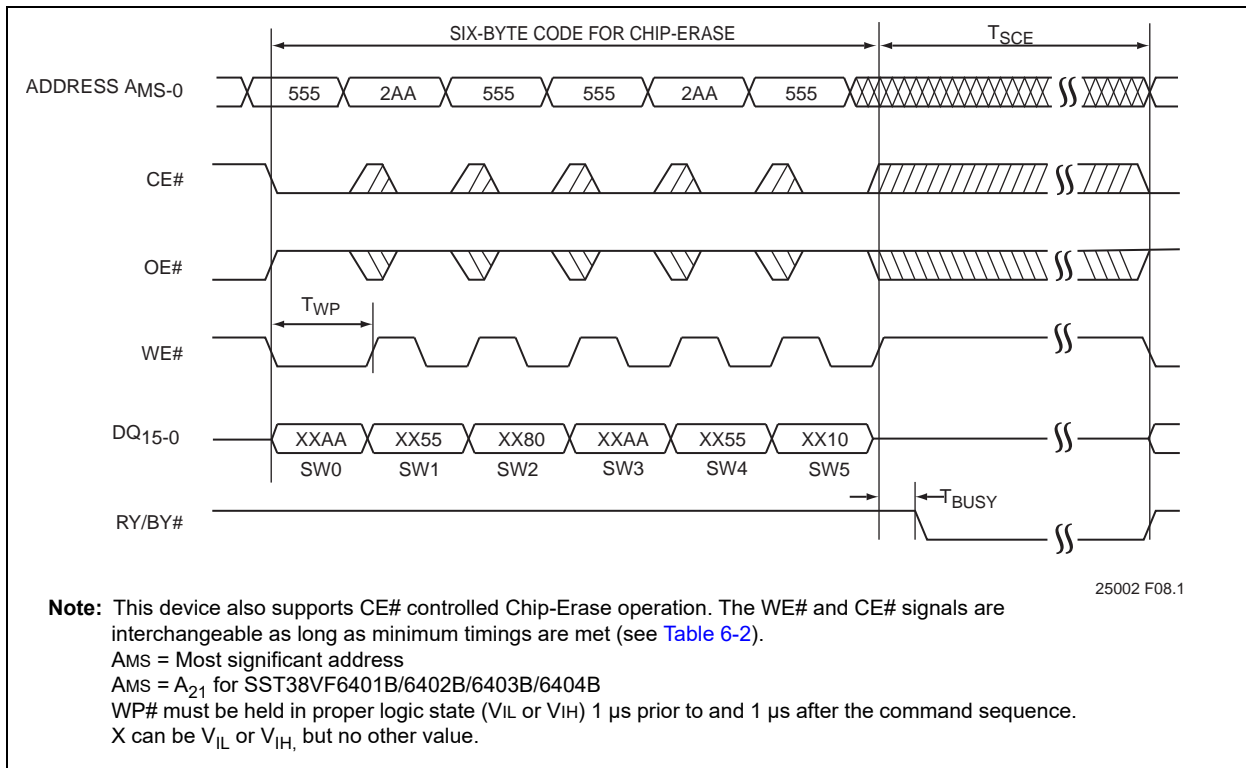 SIX-BYTE CODE FOR CHIP-ERASE
TSCE
ADDRESS AMS-0
555 2AA 555 555 2AA 555
CE#
OE#
TWP
WE#
DQ15-0
XXAA XX55 XX80 XXAA XX55 XX10
SW0 SW1 SW2 SW3 SW4 SW5
TBUSY
RY/BY#
25002 F08.1
Note: This device also supports CE# controlled Chip-Erase operation. The WE# and CE# signals are
interchangeable as long as minimum timings are met (see Table 6-2).
AMS = Most significant address
AMS = A21 for SST38VF6401B/6402B/6403B/6404B
WP# must be held in proper logic state (VIL or VIH) 1 µs prior to and 1 µs after the command sequence.
X can be VIL or VIH, but no other value.